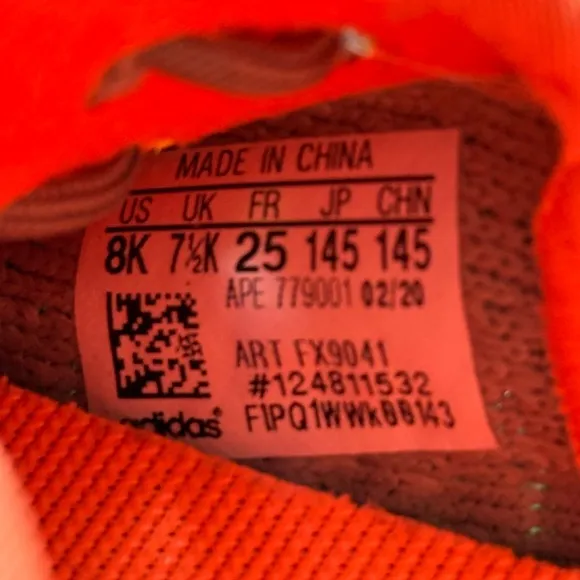 MADE IN CHINA
US UK FR JP CHN
8K 7½K 25 145 145
APE 779001 02/20
ART FX9041
#124811532
adidas®